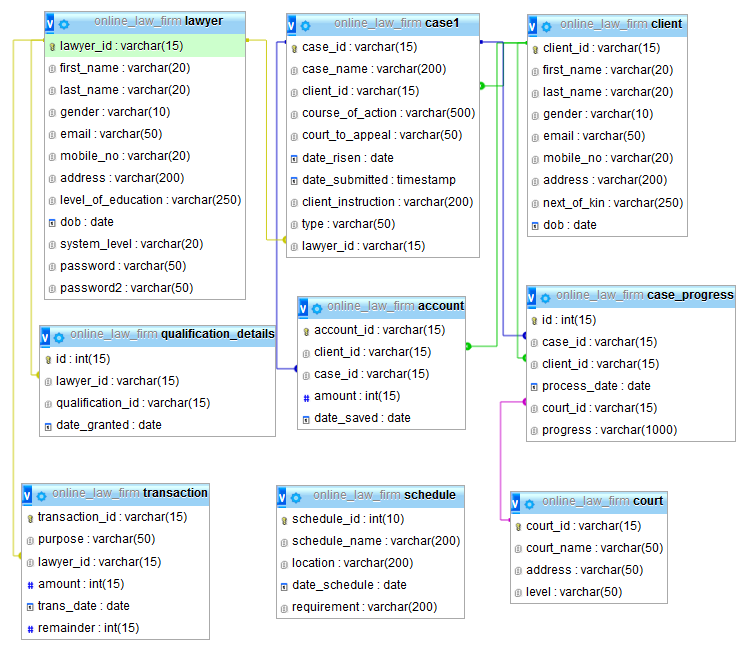 online_law_firm lawyer
lawyer_id : varchar(15)
first_name : varchar(20)
last_name : varchar(20)
gender : varchar(10)
email : varchar(50)
mobile_no : varchar(20)
address : varchar(200)
level_of_education : varchar(250)
dob : date
system_level : varchar(20)
password : varchar(50)
password2 : varchar(50)
online_law_firm case1
case_id : varchar(15)
case_name : varchar(200)
client_id : varchar(15)
course_of_action : varchar(500)
court_to_appeal : varchar(50)
date_risen : date
date_submitted : timestamp
client_instruction : varchar(200)
type : varchar(50)
lawyer_id : varchar(15)
online_law_firm client
client_id : varchar(15)
first_name : varchar(20)
last_name : varchar(20)
gender : varchar(10)
email : varchar(50)
mobile_no : varchar(20)
address : varchar(200)
next_of_kin : varchar(250)
dob : date
online_law_firm qualification_details
id : int(15)
lawyer_id : varchar(15)
qualification_id : varchar(15)
date_granted : date
online_law_firm account
account_id : varchar(15)
client_id : varchar(15)
case_id : varchar(15)
# amount : int(15)
date_saved : date
online_law_firm case_progress
id : int(15)
case_id : varchar(15)
client_id : varchar(15)
process_date : date
court_id : varchar(15)
progress : varchar(1000)
online_law_firm transaction
transaction_id : varchar(15)
purpose : varchar(50)
lawyer_id : varchar(15)
# amount : int(15)
trans_date : date
# remainder : int(15)
online_law_firm schedule
schedule_id : int(10)
schedule_name : varchar(200)
location : varchar(200)
date_schedule : date
requirement : varchar(200)
online_law_firm court
court_id : varchar(15)
court_name : varchar(50)
address : varchar(50)
level : varchar(50)